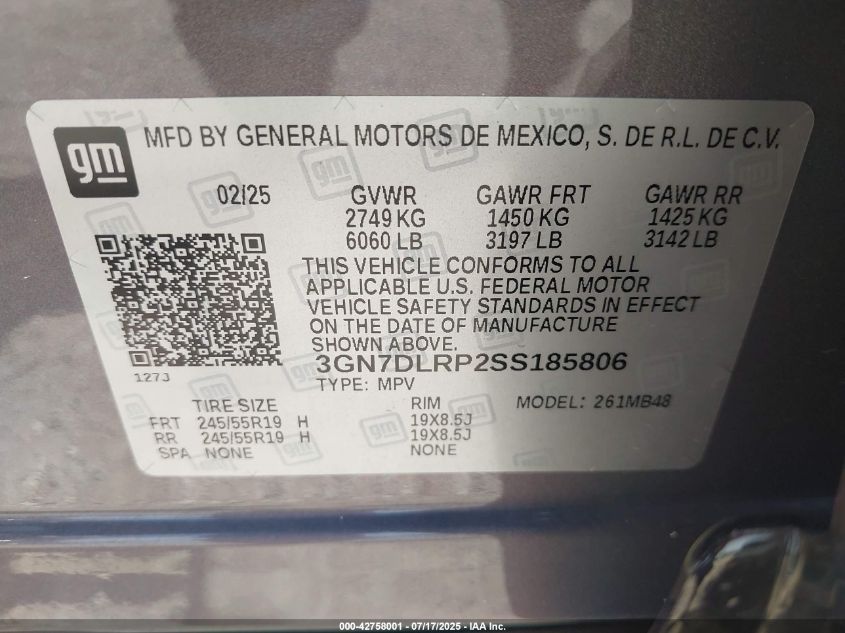 gm
MFD BY GENERAL MOTORS DE MEXICO, S. DE R.L. DE C.V.
02/25 GVWR GAWR FRT GAWR RR
2749 KG 1450 KG 1425 KG
6060 LB 3197 LB 3142 LB
THIS VEHICLE CONFORMS TO ALL
APPLICABLE U.S. FEDERAL MOTOR
VEHICLE SAFETY STANDARDS IN EFFECT
ON THE DATE OF MANUFACTURE
SHOWN ABOVE.
3GN7DLRP2SS185806
127J
TYPE: MPV
TIRE SIZE RIM MODEL: 261MB48
FRT 245/55R19 H 19X8.5J
RR 245/55R19 H 19X8.5J
SPA NONE NONE
000-42758001 - 07/17/2025 - IAA Inc.